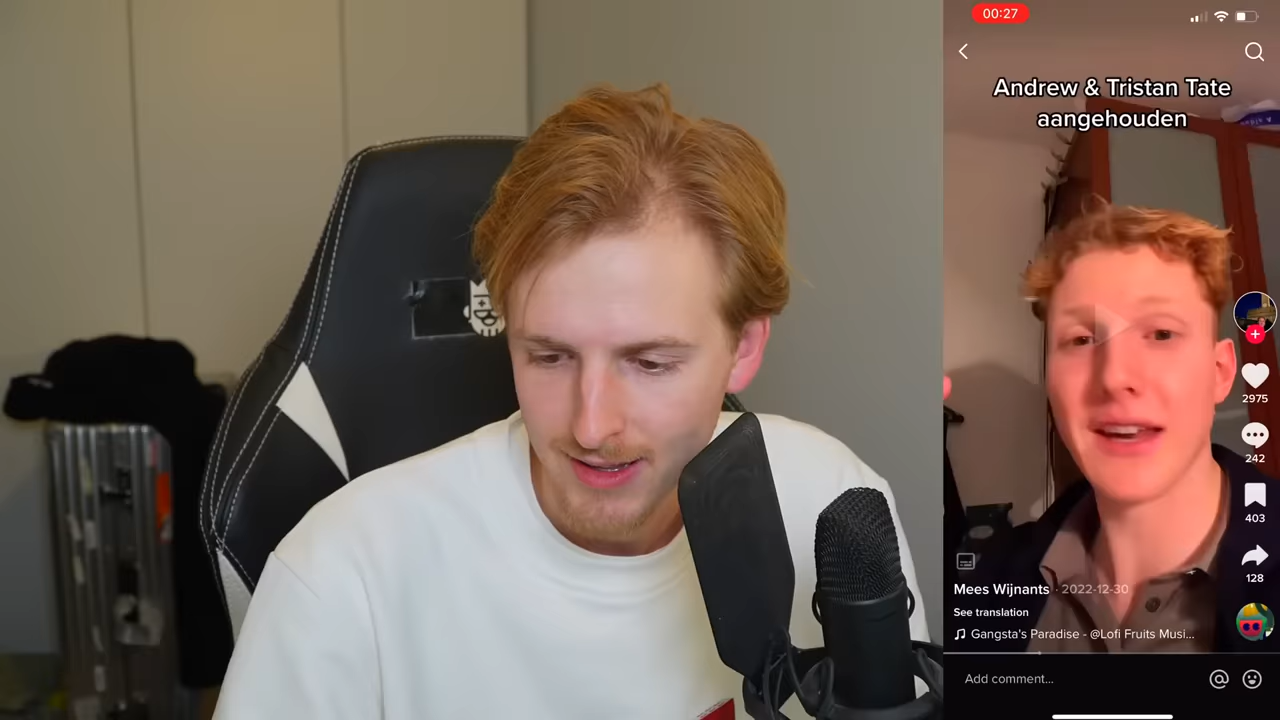 00:27
Andrew & Tristan Tate
aangehouden
2975
242
403
128
Mees Wijnants · 2022-12-30
See translation
Gangsta's Paradise - @Lofi Fruits Musi...
Add comment...